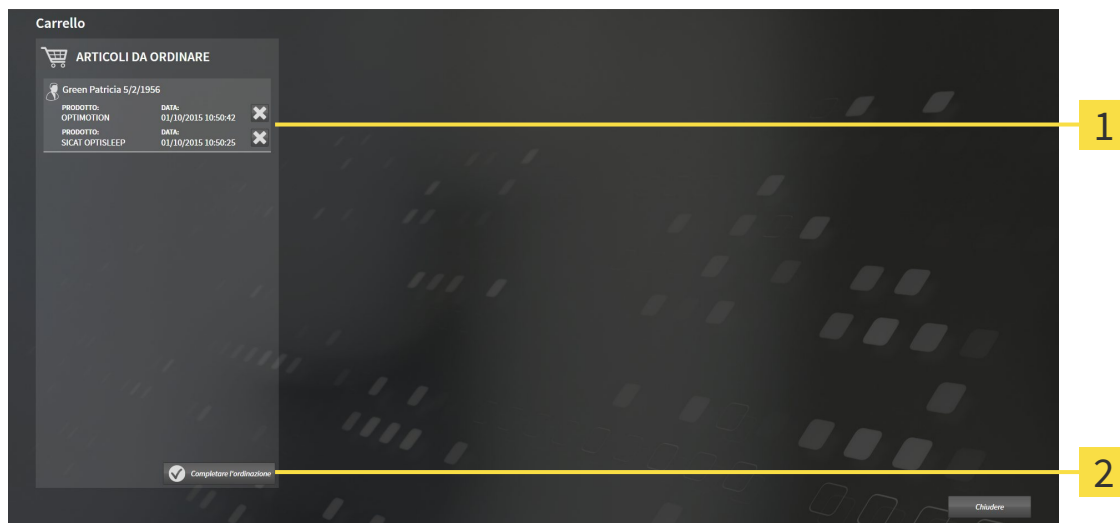 Carrello
ARTICOLI DA ORDINARE
Green Patricia 5/2/1956
PRODOTTO: DATA:
OPTIMOTION 01/10/2015 10:50:42
PRODOTTO: DATA:
SICAT OPTISLEEP 01/10/2015 10:50:25
1
Completare l'ordinazione
2
Chiudere